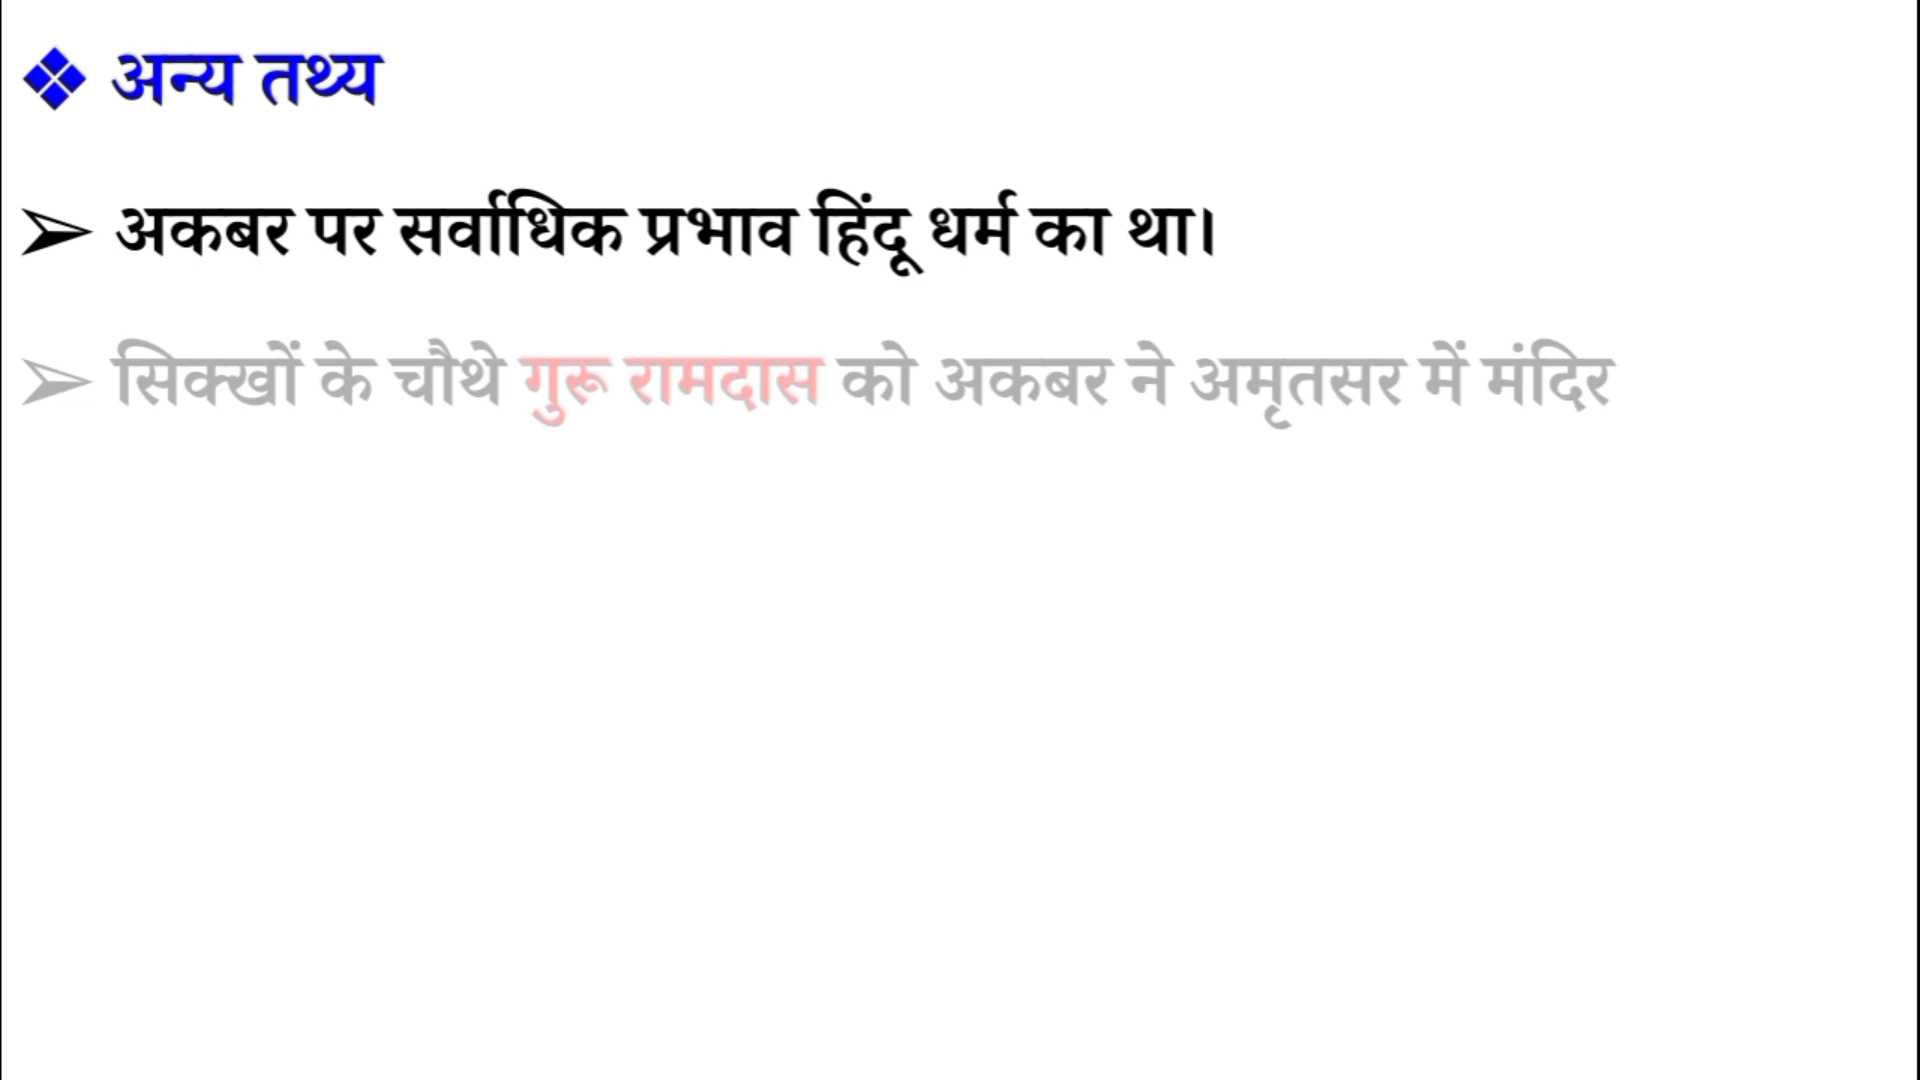 ❖ अन्य तथ्य
➢ अकबर पर सर्वाधिक प्रभाव हिंदू धर्म का था।
➢ सिक्खों के चौथे गुरू रामदास को अकबर ने अमृतसर में मंदिर